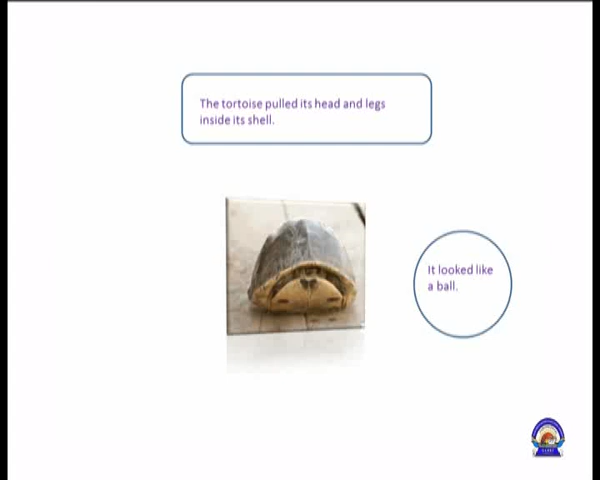 The tortoise pulled its head and legs
inside its shell.
It looked like
a ball.